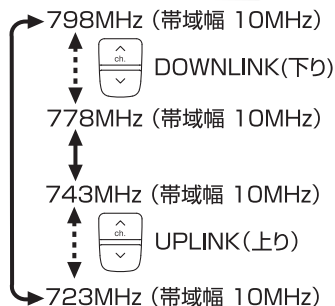 798MHz (帯域幅 10MHz)
ch.
DOWNLINK(下り)
778MHz (帯域幅 10MHz)
743MHz (帯域幅 10MHz)
ch.
UPLINK(上り)
723MHz (帯域幅 10MHz)